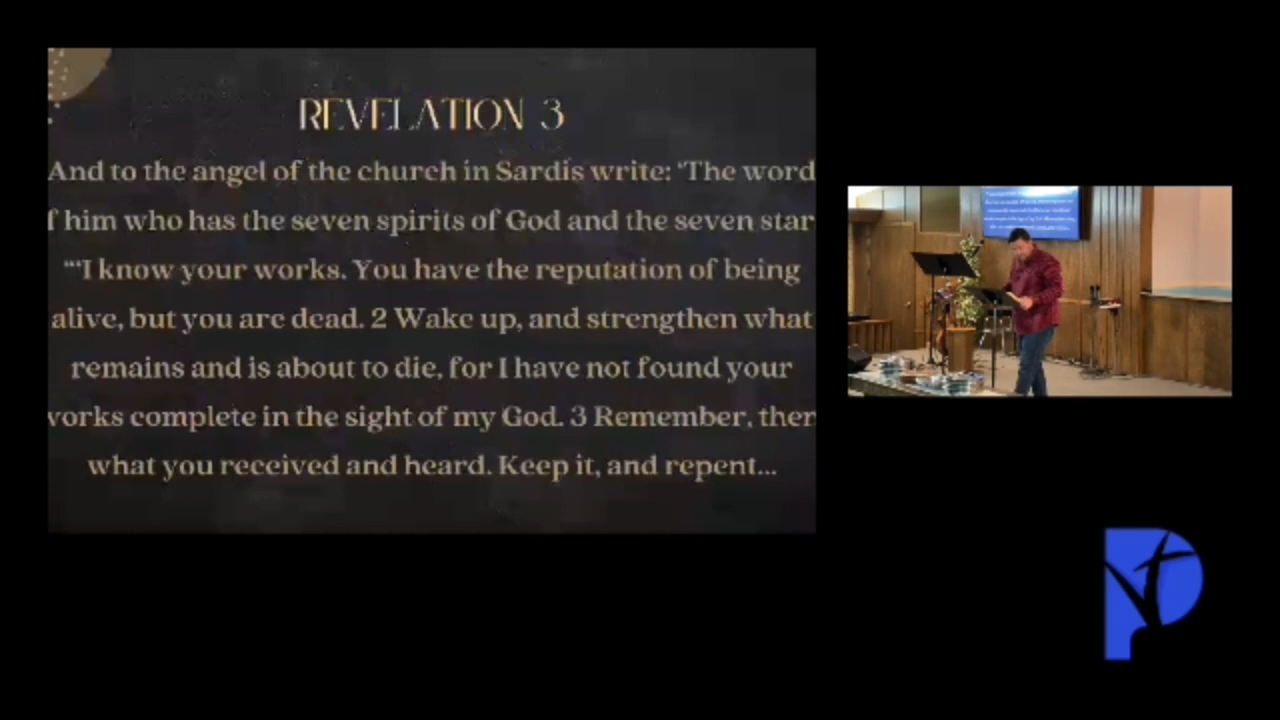 REVELATION 3
And to the angel of the church in Sardis write: ‘The word
f him who has the seven spirits of God and the seven star
“‘I know your works. You have the reputation of being
alive, but you are dead. 2 Wake up, and strengthen what
remains and is about to die, for I have not found your
vorks complete in the sight of my God. 3 Remember, then
what you received and heard. Keep it, and repent...
P